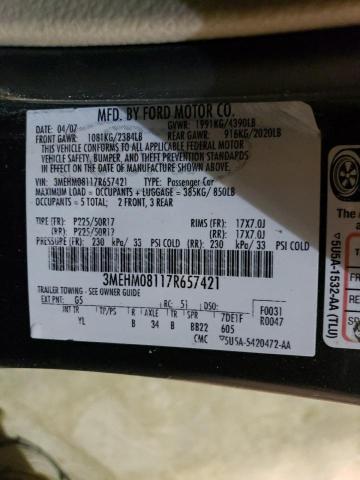 MFD. BY FORD MOTOR CO.
04/07
GVWR: 1991KG/4390LB
FRONT GAWR: 1081KG/2384LB
REAR GAWR: 916KG/2020LB
THIS VEHICLE CONFORMS TO ALL APPLICABLE FEDERAL MOTOR
VEHICLE SAFETY, BUMPER, AND THEFT PREVENTION STANDARDS
IN EFFECT ON THE DATE OF MANUFACTURE SHOWN ABOVE.
VIN: 3MEHM08117R657421 TYPE: Passenger Car
MAXIMUM LOAD = OCCUPANTS + LUGGAGE = 385KG/ 850LB
OCCUPANTS: 2 FRONT, 3 REAR
TIRE (FR): P225/50R17 RIMS (FR): 17X7.0J
(RR): P225/50R17 (RR): 17X7.0J
PRESSURE (FR): 230 kPa/ 33 PSI COLD (RR): 230 kPa/ 33 PSI COLD
3MEHM08117R657421
TRAILER TOWING - SEE OWNER GUIDE
EXT PNT: G5 RC: 51 DSO: F0031
INT TR TP/PS R AXLE TR SPR R0047
YL B 34 B BB22 7DE1F
605
CMC 5U5A-5420472-AA
5U5A-1532-AA (TLU)
The